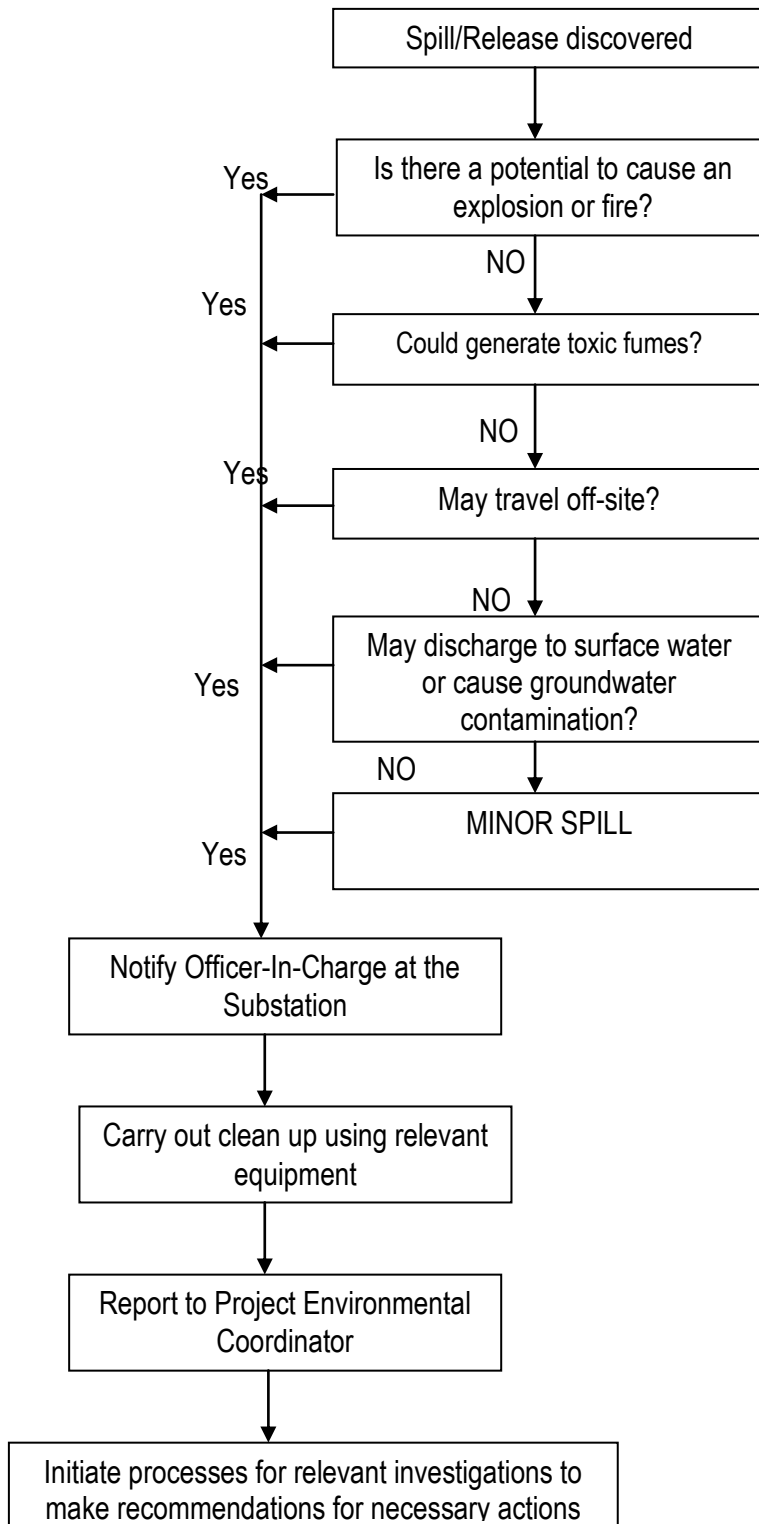 Spill/Release discovered
Is there a potential to cause an
explosion or fire?
Yes
NO
Yes
Could generate toxic fumes?
NO
Yes
May travel off-site?
NO
May discharge to surface water
or cause groundwater
contamination?
Yes
NO
MINOR SPILL
Yes
Notify Officer-In-Charge at the
Substation
Carry out clean up using relevant
equipment
Report to Project Environmental
Coordinator
Initiate processes for relevant investigations to
make recommendations for necessary actions